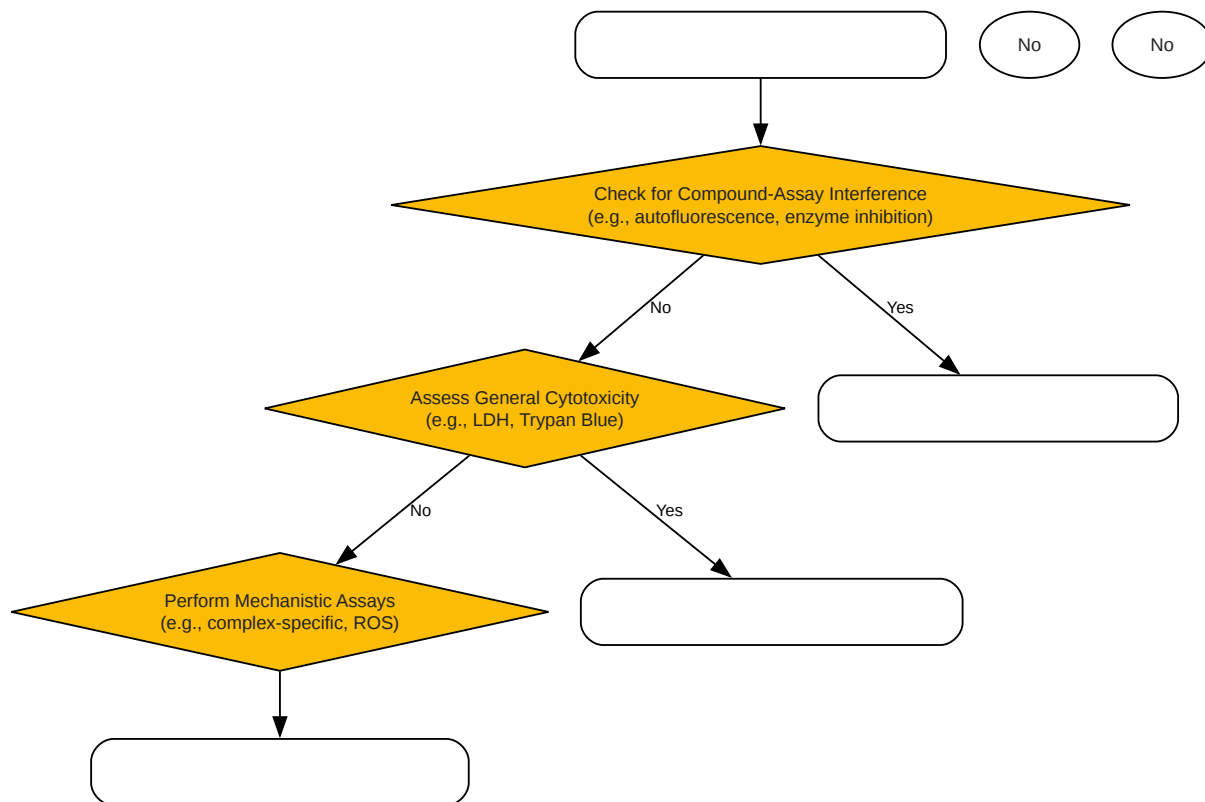 No
No
Check for Compound-Assay Interference
(e.g., autofluorescence, enzyme inhibition)
No
Yes
Assess General Cytotoxicity
(e.g., LDH, Trypan Blue)
No
Yes
Perform Mechanistic Assays
(e.g., complex-specific, ROS)